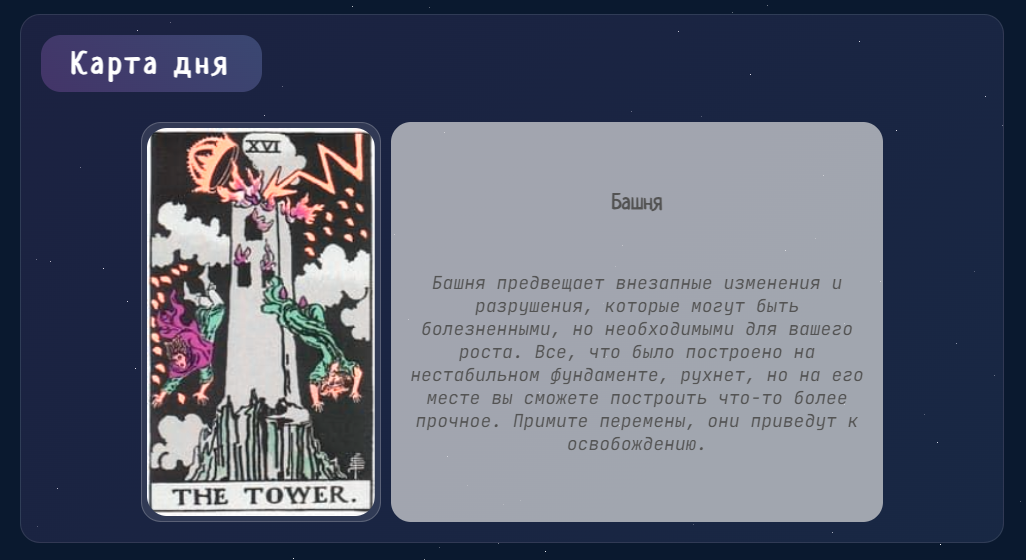 Карта дня
XVI
THE TOWER.
Башня
Башня предвещает внезапные изменения и
разрушения, которые могут быть
болезненными, но необходимыми для вашего
роста. Все, что было построено на
нестабильном фундаменте, рухнет, но на его
месте вы сможете построить что-то более
прочное. Примите перемены, они приведут к
освобождению.